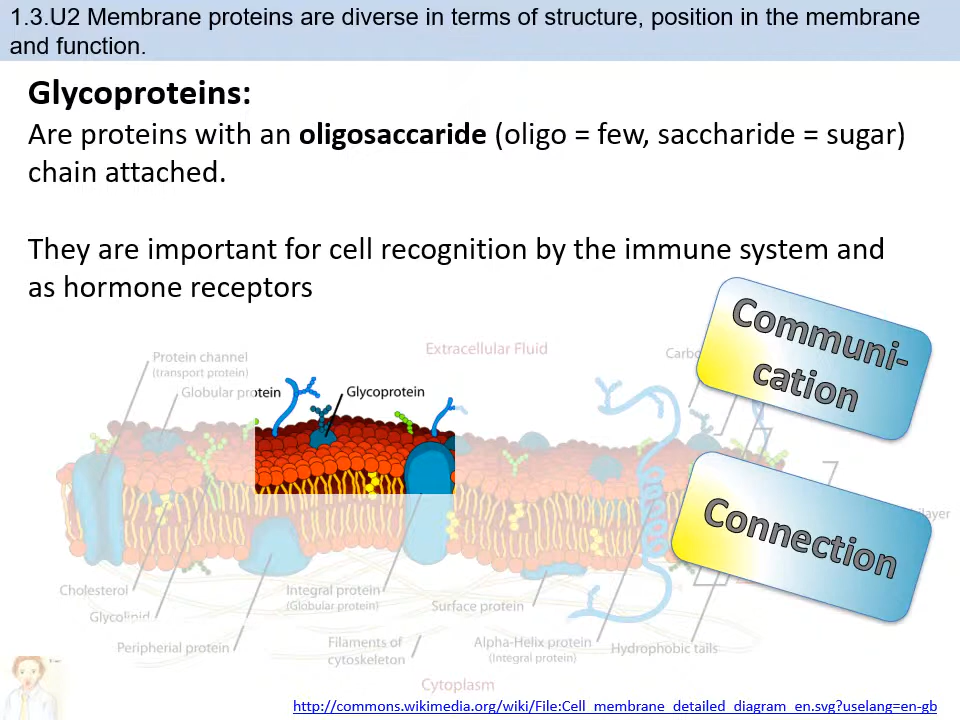 1.3.U2 Membrane proteins are diverse in terms of structure, position in the membrane
and function.
Glycoproteins:
Are proteins with an oligosaccaride (oligo = few, saccharide = sugar)
chain attached.
They are important for cell recognition by the immune system and
as hormone receptors
Communi-
cation
Extracellular Fluid
Protein channel
(transport protein)
Globular protein
Glycoprotein
Connection
Cholesterol
Glycolipid
Peripherial protein
Integral protein
(Globular protein)
Filaments of
cytoskeleton
Surface protein
Alpha-Helix protein
(Integral protein)
Hydrophobic tails
Cytoplasm
http://commons.wikimedia.org/wiki/File:Cell_membrane_detailed_diagram_en.svg?uselang=en-gb